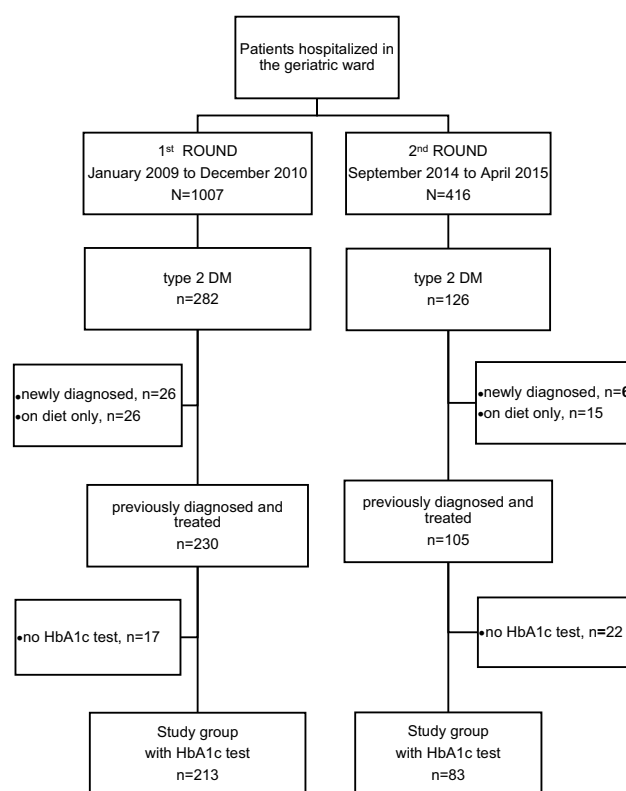 Patients hospitalized in
the geriatric ward
1st ROUND
January 2009 to December 2010
N=1007
2nd ROUND
September 2014 to April 2015
N=416
type 2 DM
n=282
type 2 DM
n=126
•newly diagnosed, n=26
•on diet only, n=26
•newly diagnosed, n=6
•on diet only, n=15
previously diagnosed and
treated
n=230
previously diagnosed and
treated
n=105
•no HbA1c test, n=17
•no HbA1c test, n=22
Study group
with HbA1c test
n=213
Study group
with HbA1c test
n=83